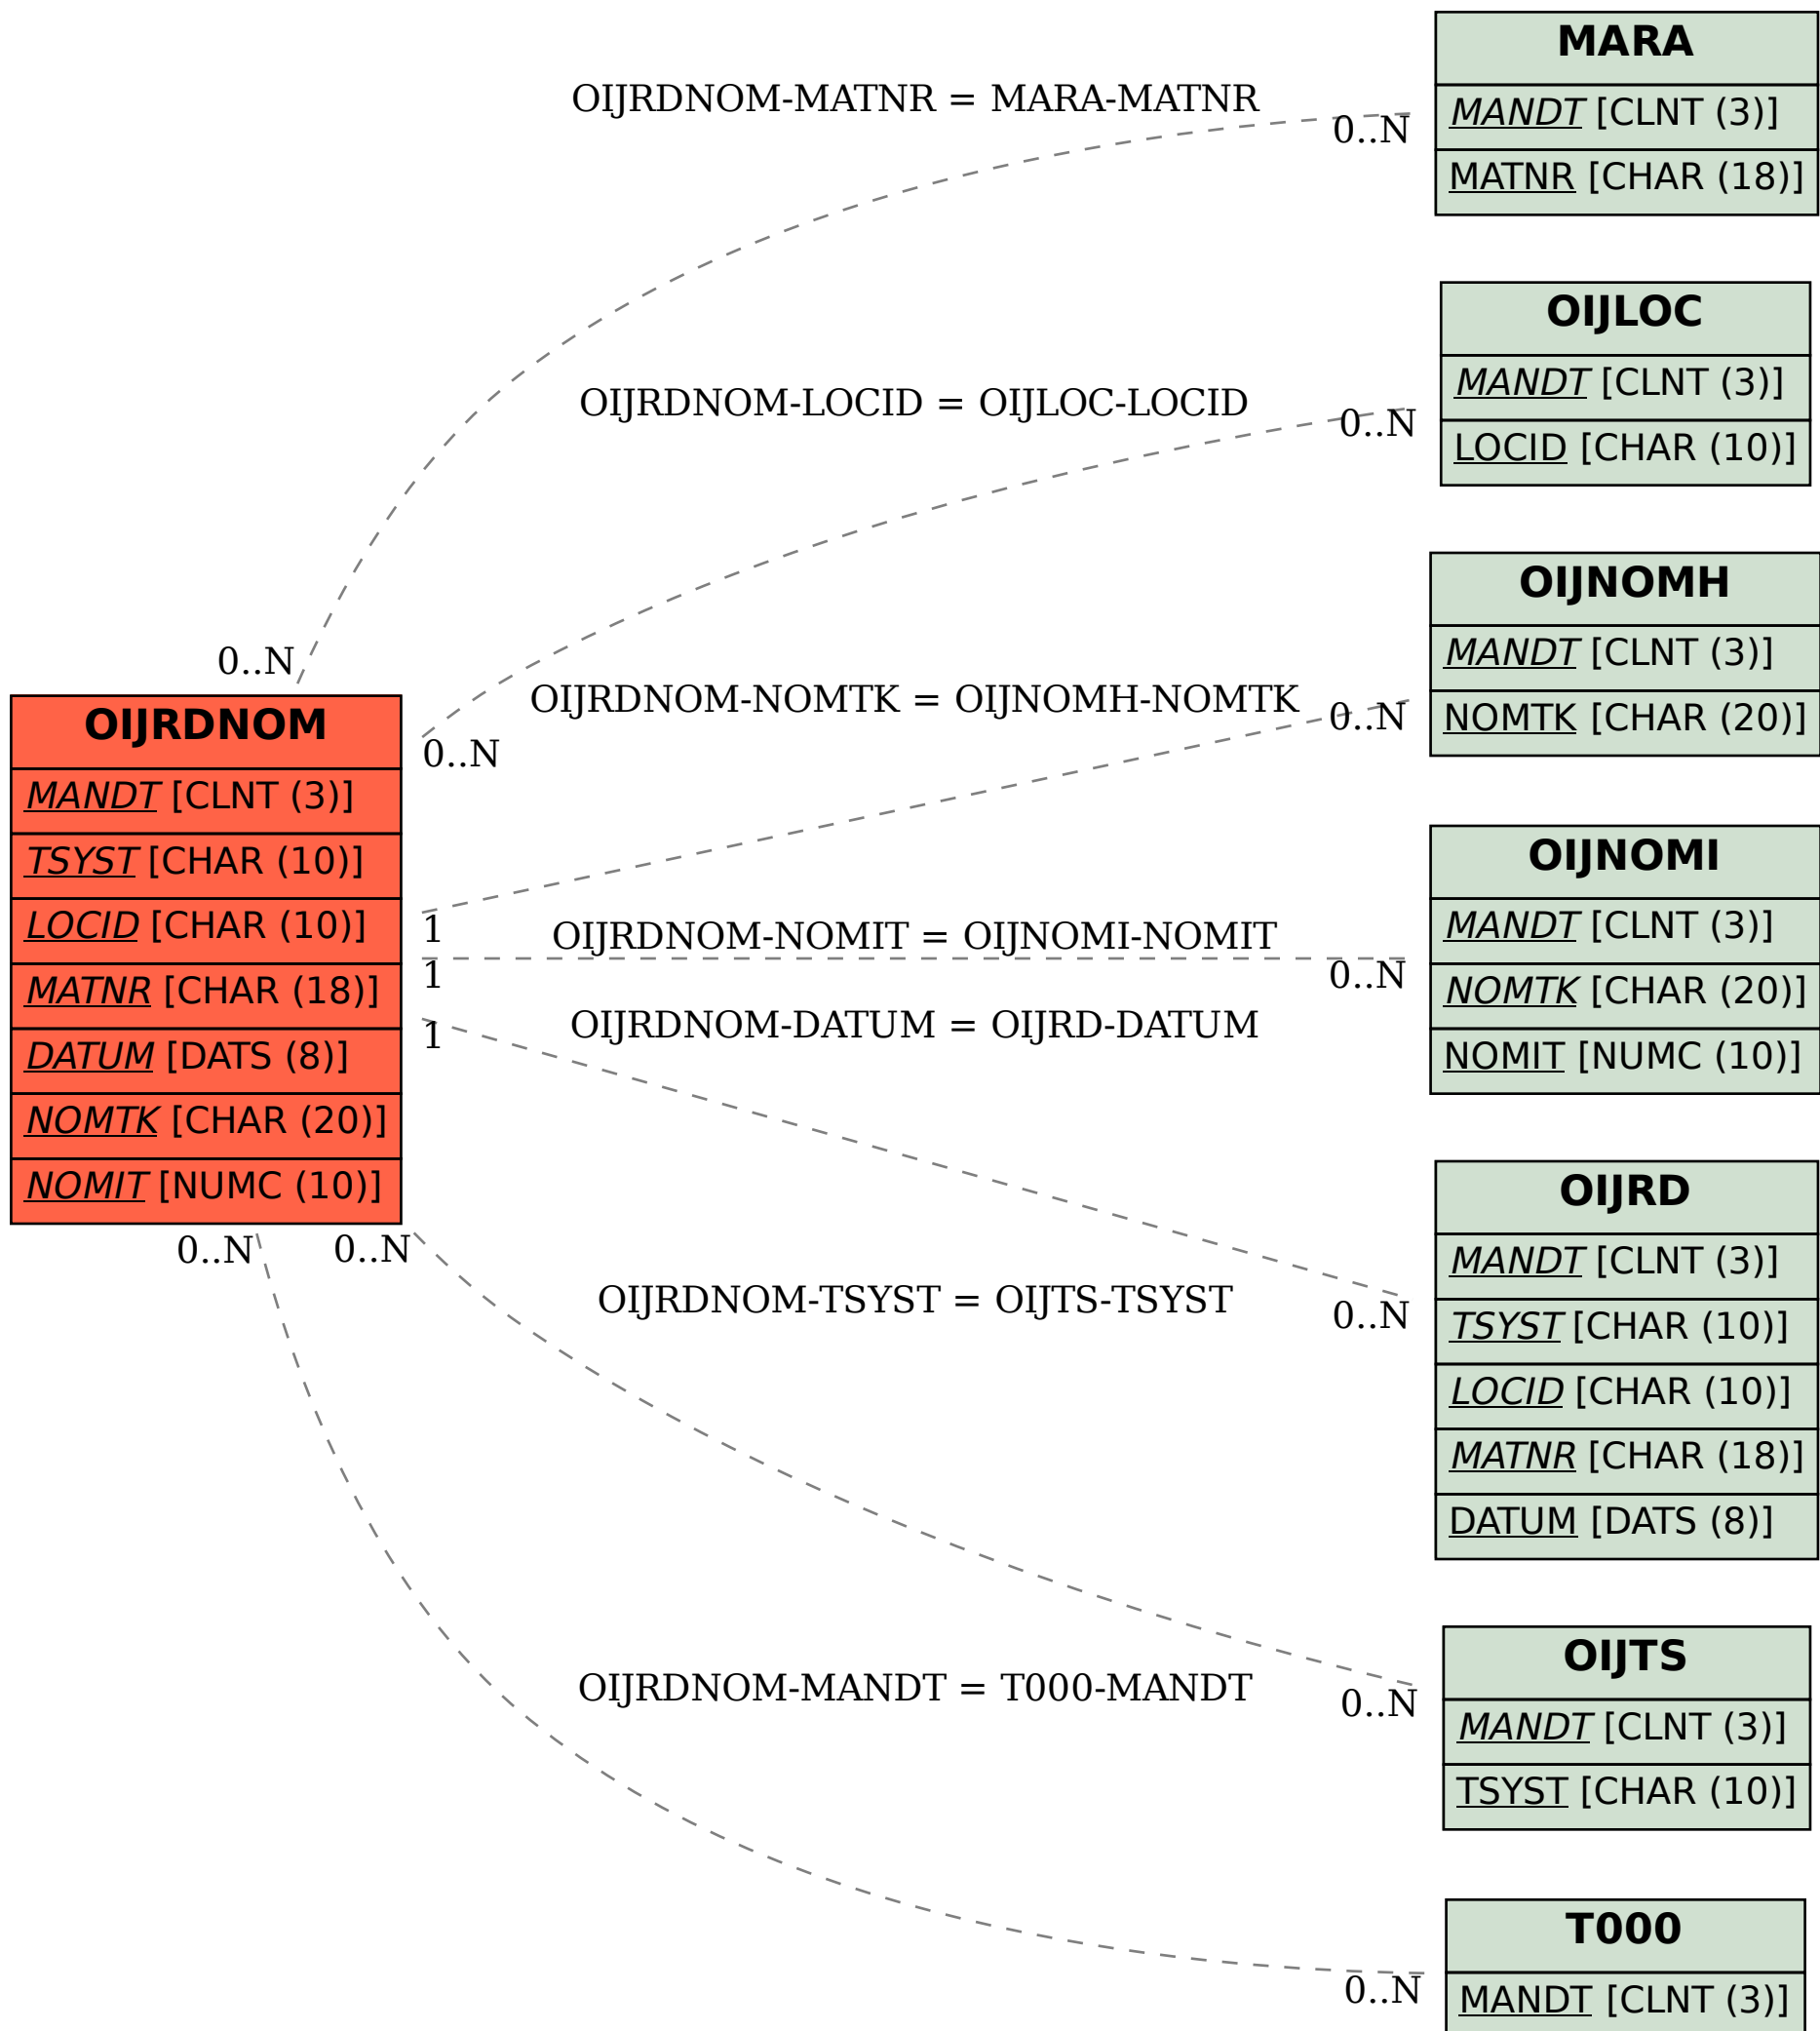 MARA
MANDT [CLNT (3)]
MATNR [CHAR (18)]
OIJRDNOM-MATNR = MARA-MATNR
0..N
0..N
OIJLOC
MANDT [CLNT (3)]
LOCID [CHAR (10)]
OIJRDNOM-LOCID = OIJLOC-LOCID
0..N
0..N
OIJNOMH
MANDT [CLNT (3)]
NOMTK [CHAR (20)]
OIJRDNOM-NOMTK = OIJNOMH-NOMTK
0..N
1
OIJRDNOM
MANDT [CLNT (3)]
TSYST [CHAR (10)]
LOCID [CHAR (10)]
MATNR [CHAR (18)]
DATUM [DATS (8)]
NOMTK [CHAR (20)]
NOMIT [NUMC (10)]
OIJNOMI
MANDT [CLNT (3)]
NOMTK [CHAR (20)]
NOMIT [NUMC (10)]
OIJRDNOM-NOMIT = OIJNOMI-NOMIT
1
0..N
OIJRDNOM-DATUM = OIJRD-DATUM
1
0..N
OIJRD
MANDT [CLNT (3)]
TSYST [CHAR (10)]
LOCID [CHAR (10)]
MATNR [CHAR (18)]
DATUM [DATS (8)]
0..N
0..N
OIJRDNOM-TSYST = OIJTS-TSYST
0..N
OIJTS
MANDT [CLNT (3)]
TSYST [CHAR (10)]
OIJRDNOM-MANDT = T000-MANDT
0..N
T000
MANDT [CLNT (3)]